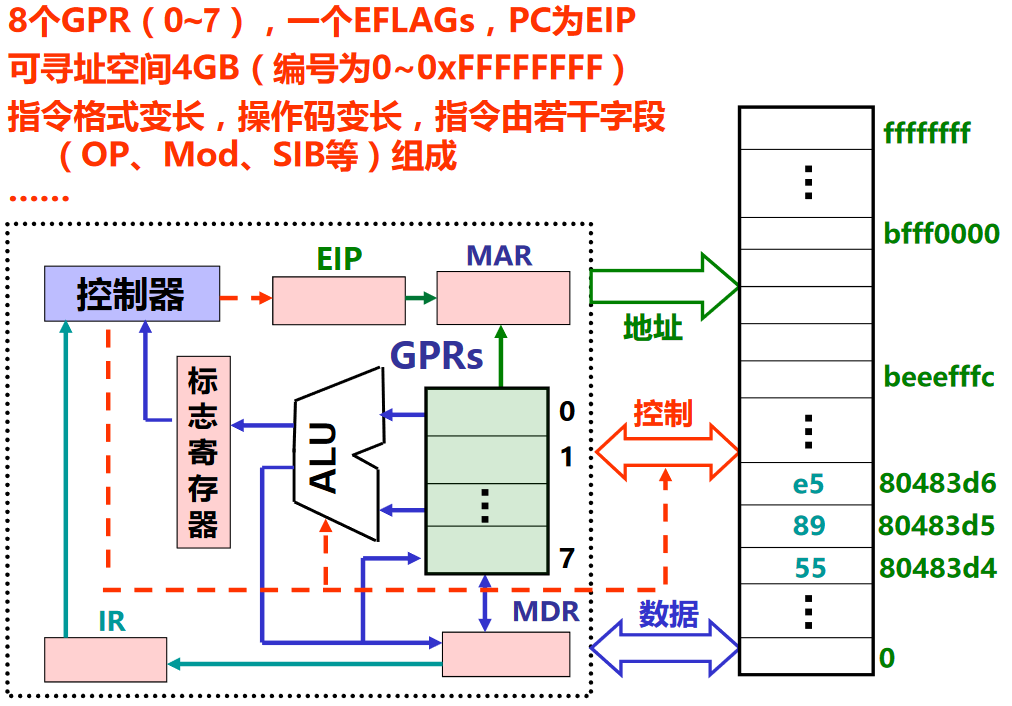 8个GPR（0~7），一个EFLAGs，PC为EIP
可寻址空间4GB（编号为0~0xFFFFFFFF）
指令格式变长，操作码变长，指令由若干字段
（OP、Mod、SIB等）组成
……
控制器
EIP
MAR
标志寄存器
ALU
GPRs
0
1
⋮
7
IR
MDR
地址
控制
数据
ffffffff
⋮
bfff0000
beeefffc
⋮
e5 80483d6
89 80483d5
55 80483d4
⋮
0